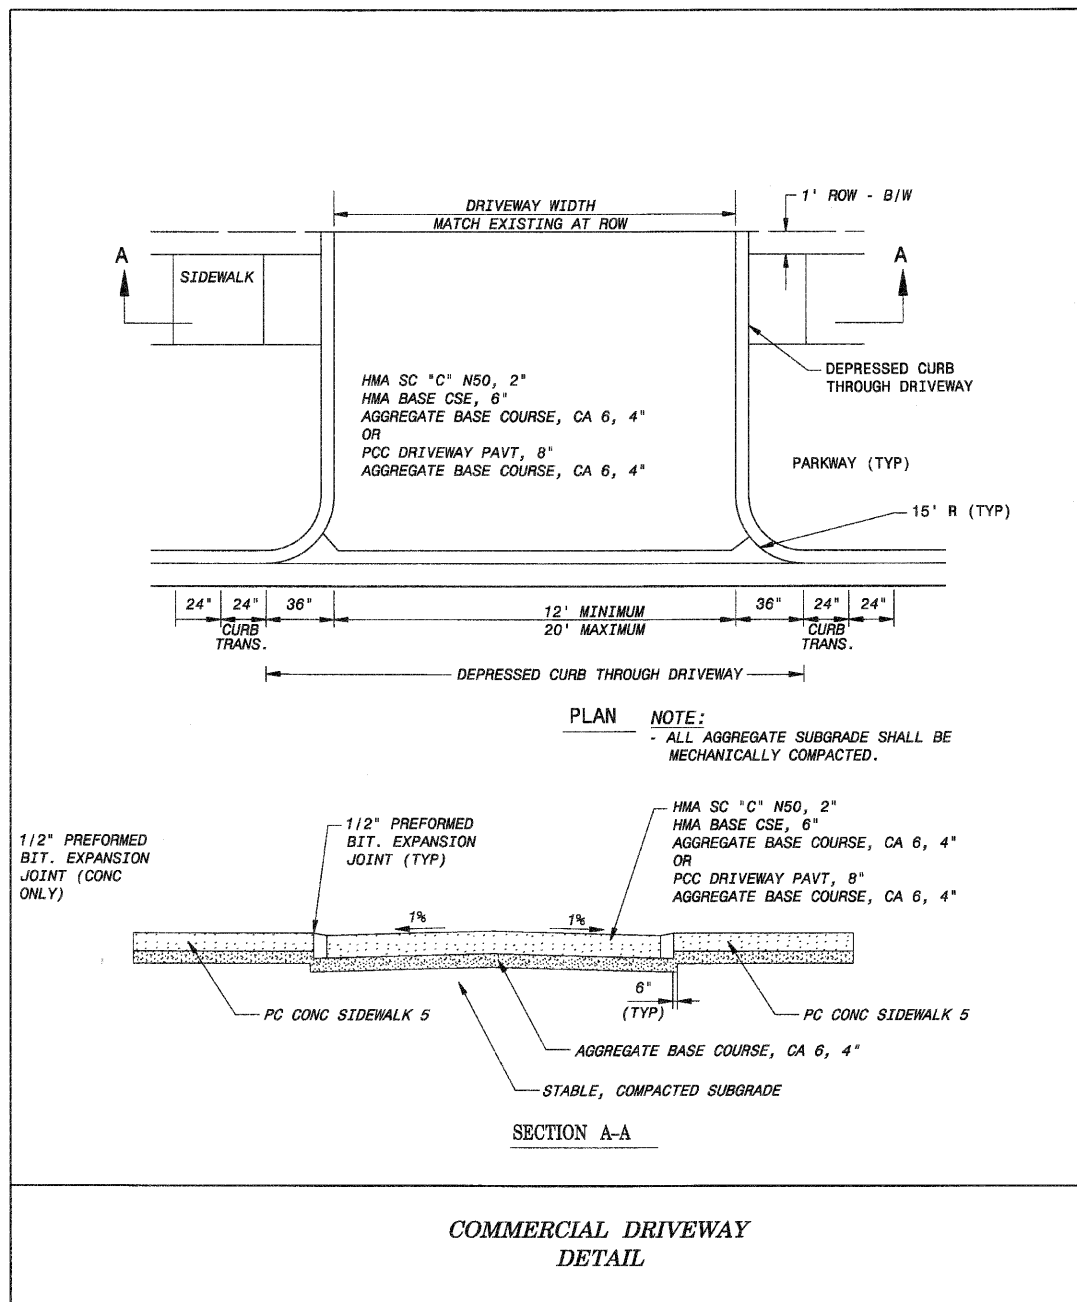 DRIVEWAY WIDTH
MATCH EXISTING AT ROW
1' ROW - B/W
A
A
SIDEWALK
HMA SC "C" N50, 2"
HMA BASE CSE, 6"
AGGREGATE BASE COURSE, CA 6, 4"
OR
PCC DRIVEWAY PAVT, 8"
AGGREGATE BASE COURSE, CA 6, 4"
DEPRESSED CURB
THROUGH DRIVEWAY
PARKWAY (TYP)
15' R (TYP)
24" 24" 36" 12' MINIMUM 36" 24" 24"
20' MAXIMUM
CURB
TRANS.
CURB
TRANS.
DEPRESSED CURB THROUGH DRIVEWAY
PLAN
NOTE:
- ALL AGGREGATE SUBGRADE SHALL BE
MECHANICALLY COMPACTED.
1/2" PREFORMED
BIT. EXPANSION
JOINT (CONC
ONLY)
1/2" PREFORMED
BIT. EXPANSION
JOINT (TYP)
HMA SC "C" N50, 2"
HMA BASE CSE, 6"
AGGREGATE BASE COURSE, CA 6, 4"
OR
PCC DRIVEWAY PAVT, 8"
AGGREGATE BASE COURSE, CA 6, 4"
1% 1%
6"
(TYP)
PC CONC SIDEWALK 5
PC CONC SIDEWALK 5
AGGREGATE BASE COURSE, CA 6, 4"
STABLE, COMPACTED SUBGRADE
SECTION A-A
COMMERCIAL DRIVEWAY
DETAIL